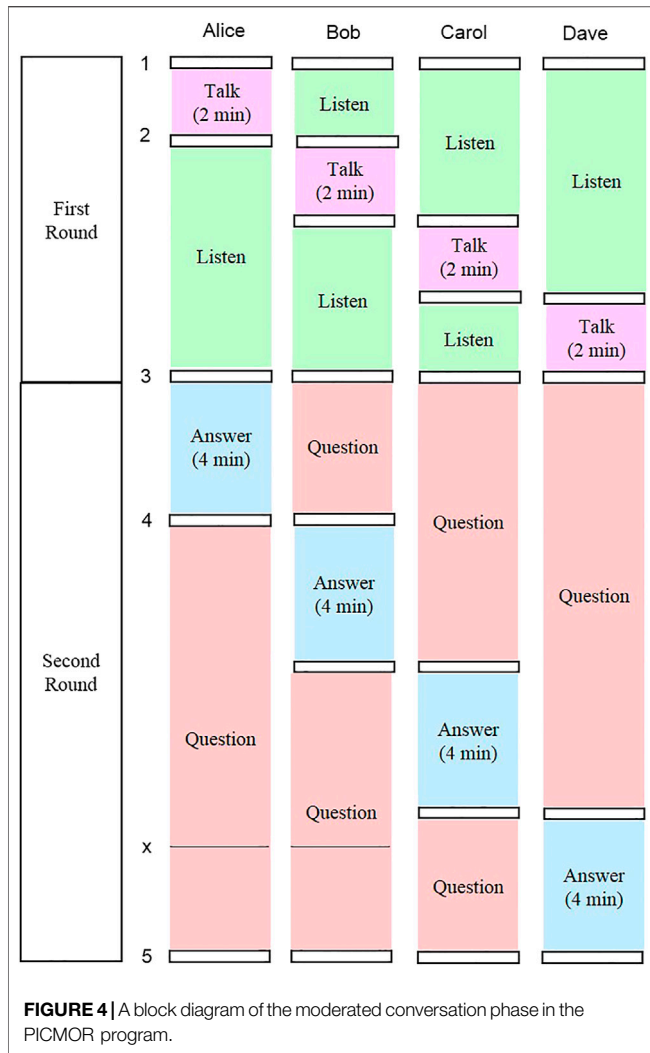 Alice Bob Carol Dave
1
Talk
(2 min)
Listen
Listen
Listen
2
Talk
(2 min)
First
Round
Listen
Listen
Talk
(2 min)
Listen
Talk
(2 min)
3
Answer
(4 min)
Question
Question
Question
4
Answer
(4 min)
Second
Round
Question
Question
Answer
(4 min)
x
Question
Answer
(4 min)
5
FIGURE 4 | A block diagram of the moderated conversation phase in the
PICMOR program.